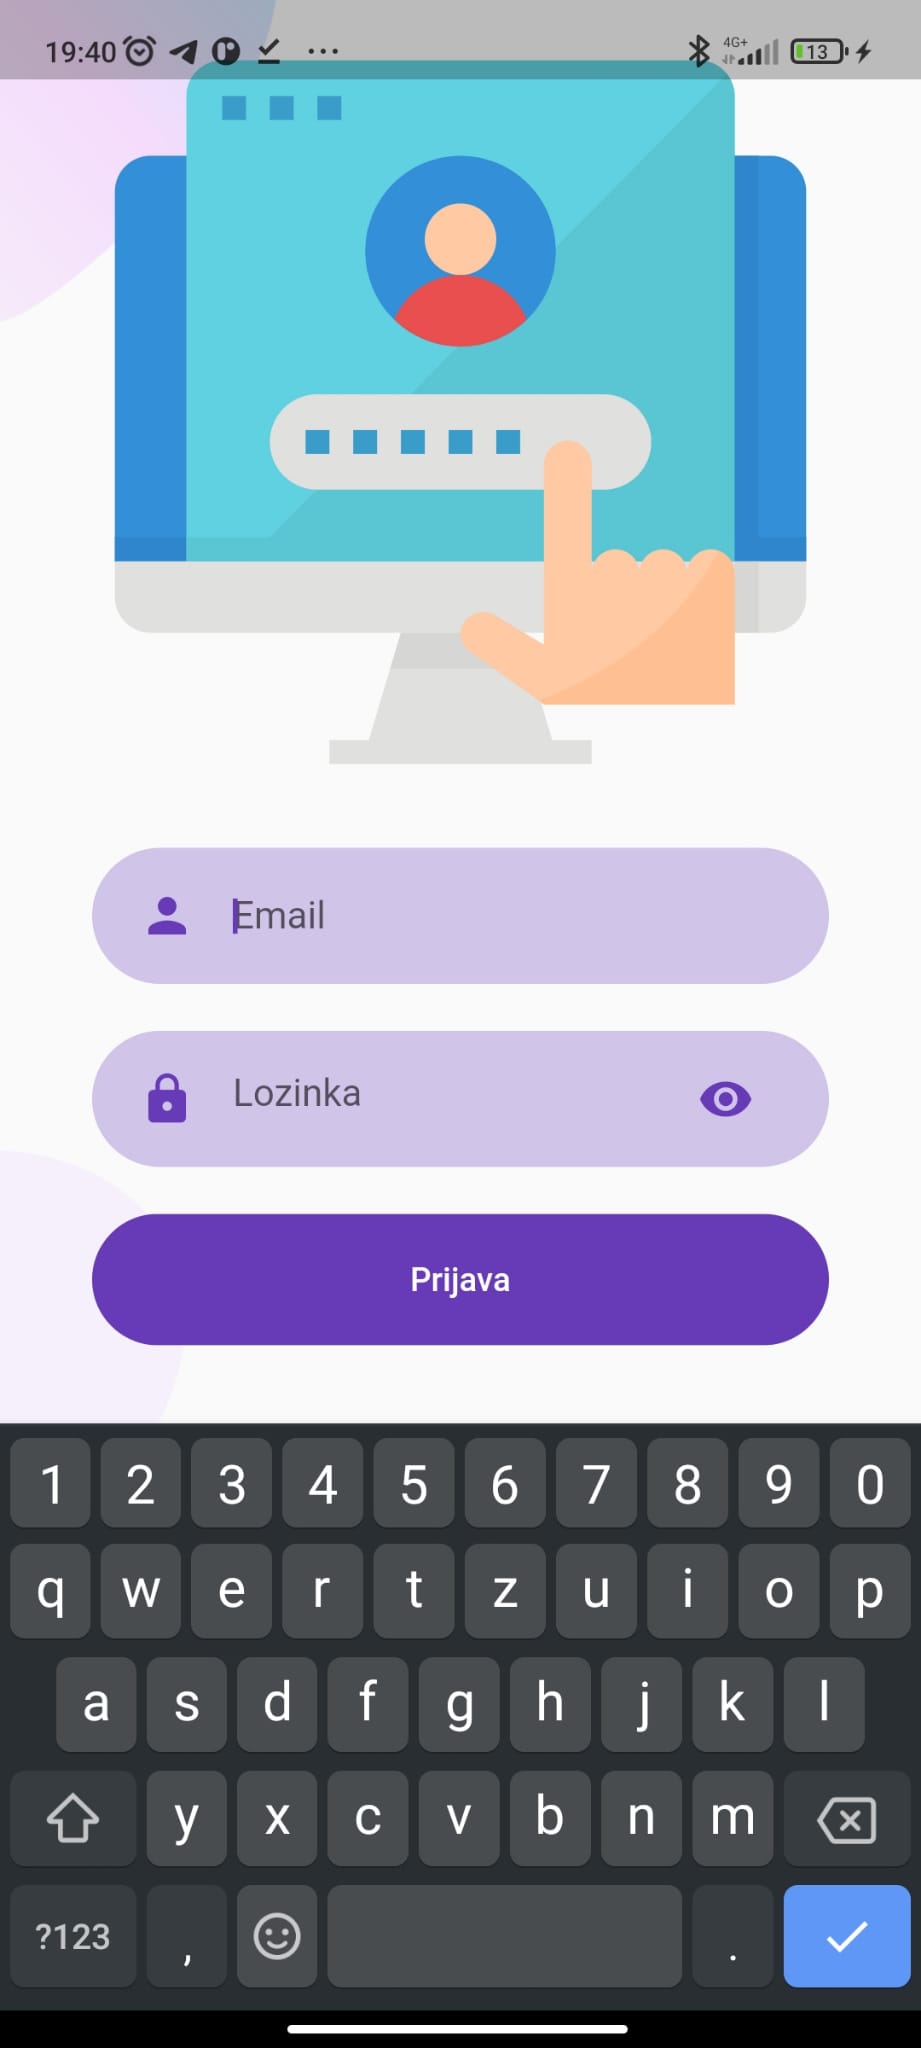 19:40 ... 4G+ 13
Email
Lozinka
Prijava
1 2 3 4 5 6 7 8 9 0
q w e r t z u i o p
a s d f g h j k l
y x c v b n m
?123 , .